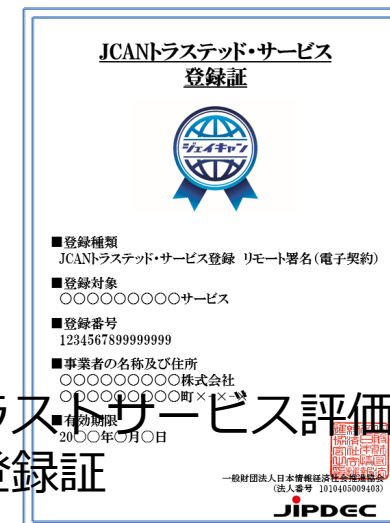 JCANトラステッド・サービス
登録証
ジェイキャン
■登録種類
JCANトラステッド・サービス登録 リモート署名(電子契約)
■登録対象
○○○○○○○○○サービス
■登録番号
1234567899999999
■事業者の名称及び住所
○○○○○○○○○株式会社
○○○○○○○○○町×-×-×
ラストサービス評価
■有効期限
20○○年○月○日
登録証
一般財団法人日本情報経済社会推進協会
(法人番号 1010405009403)
JIPDEC